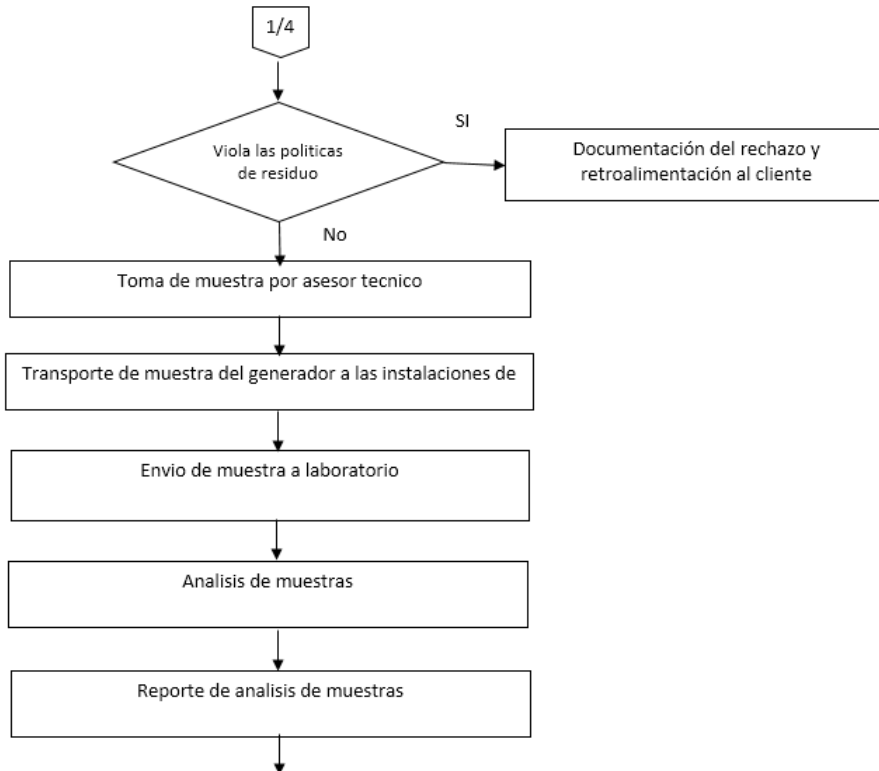 1/4
SI
Viola las politicas
de residuo
Documentación del rechazo y
retroalimentación al cliente
No
Toma de muestra por asesor tecnico
Transporte de muestra del generador a las instalaciones de
Envio de muestra a laboratorio
Analisis de muestras
Reporte de analisis de muestras